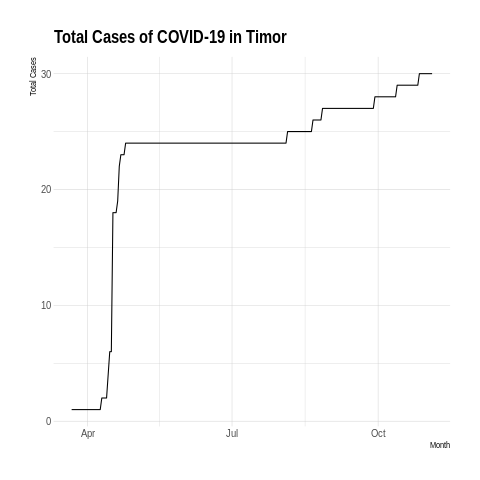 Total Cases of COVID-19 in Timor
Total Cases
30
20
10
0
Apr
Jul
Oct
Month